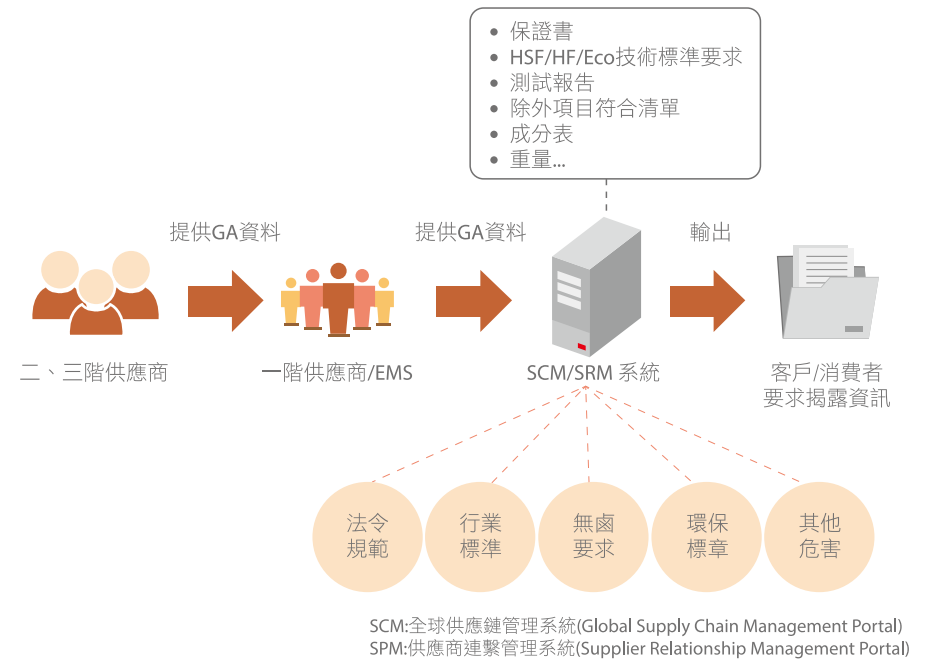 • 保證書
• HSF/HF/Eco技術標準要求
• 測試報告
• 除外項目符合清單
• 成分表
• 重量...
提供GA資料
提供GA資料
輸出
二、三階供應商
一階供應商/EMS
SCM/SRM 系統
客戶/消費者
要求揭露資訊
法令
規範
行業
標準
無鹵
要求
環保
標章
其他
危害
SCM:全球供應鏈管理系統(Global Supply Chain Management Portal)
SPM:供應商連繫管理系統(Supplier Relationship Management Portal)